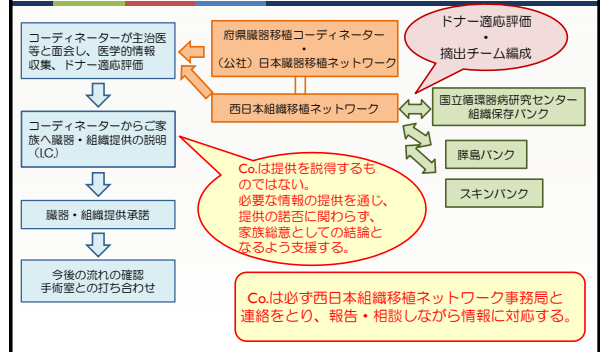 コーディネーターが主治医
等と面会し、医学的情報
収集、ドナー適応評価
府県臓器移植コーディネーター
・
(公社)日本臓器移植ネットワーク
ドナー適応評価
・
摘出チーム編成
西日本組織移植ネットワーク
国立循環器病研究センター
組織保存バンク
膵島バンク
スキンバンク
コーディネーターからご家
族へ臓器・組織提供の説明
(I.C.)
Co.は提供を説得するも
のではない。
必要な情報の提供を通じ、
提供の諾否に関わらず、
家族総意としての結論と
なるよう支援する。
臓器・組織提供承諾
今後の流れの確認
手術室との打ち合わせ
Co.は必ず西日本組織移植ネットワーク事務局と
連絡をとり、報告・相談しながら情報に対応する。